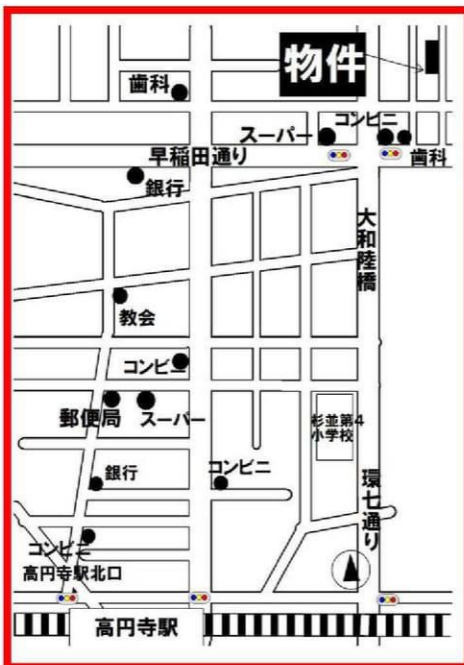 物件
歯科
コンビニ
スーパー
早稲田通り
歯科
銀行
大和陸橋
教会
コンビニ
郵便局
スーパー
杉並第4
小学校
銀行
コンビニ
環七通り
コンビニ
高円寺駅北口
高円寺駅